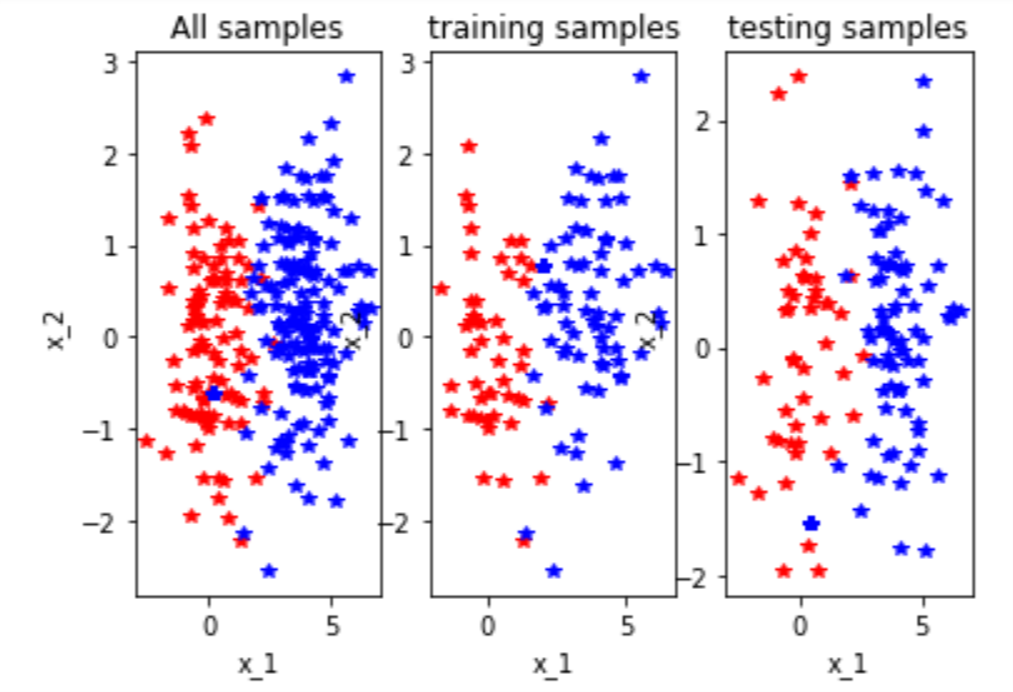 All samples training samples testing samples
3 3
2 2 2
1 1 1
0 0 0
−1 −1 −1
−2 −2 −2
x_2 x_2 x_2
0 5 0 5 0 5
x_1 x_1 x_1